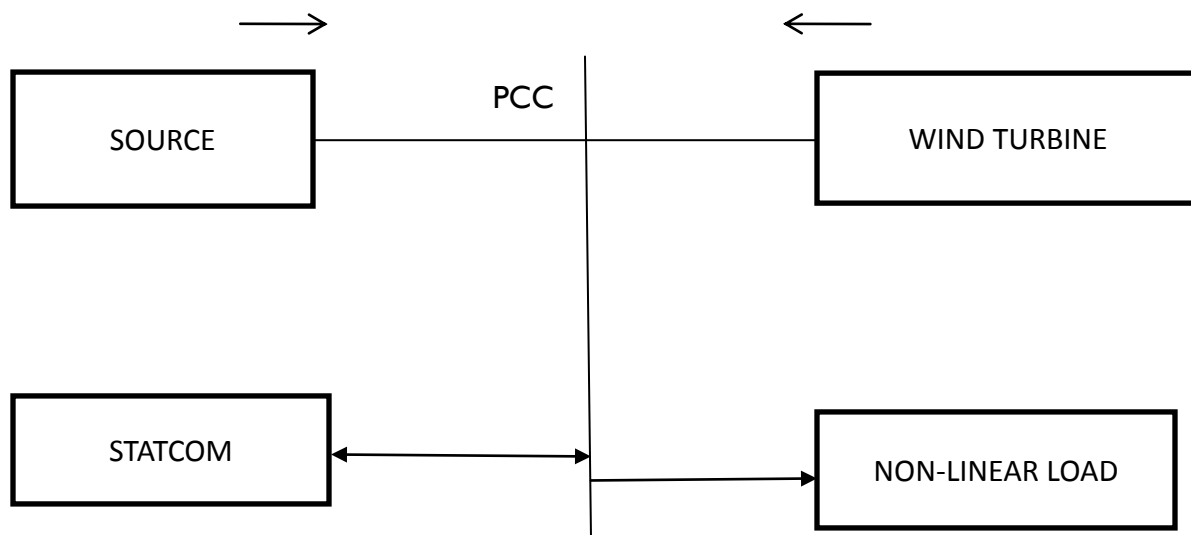 PCC
SOURCE
WIND TURBINE
STATCOM
NON-LINEAR LOAD